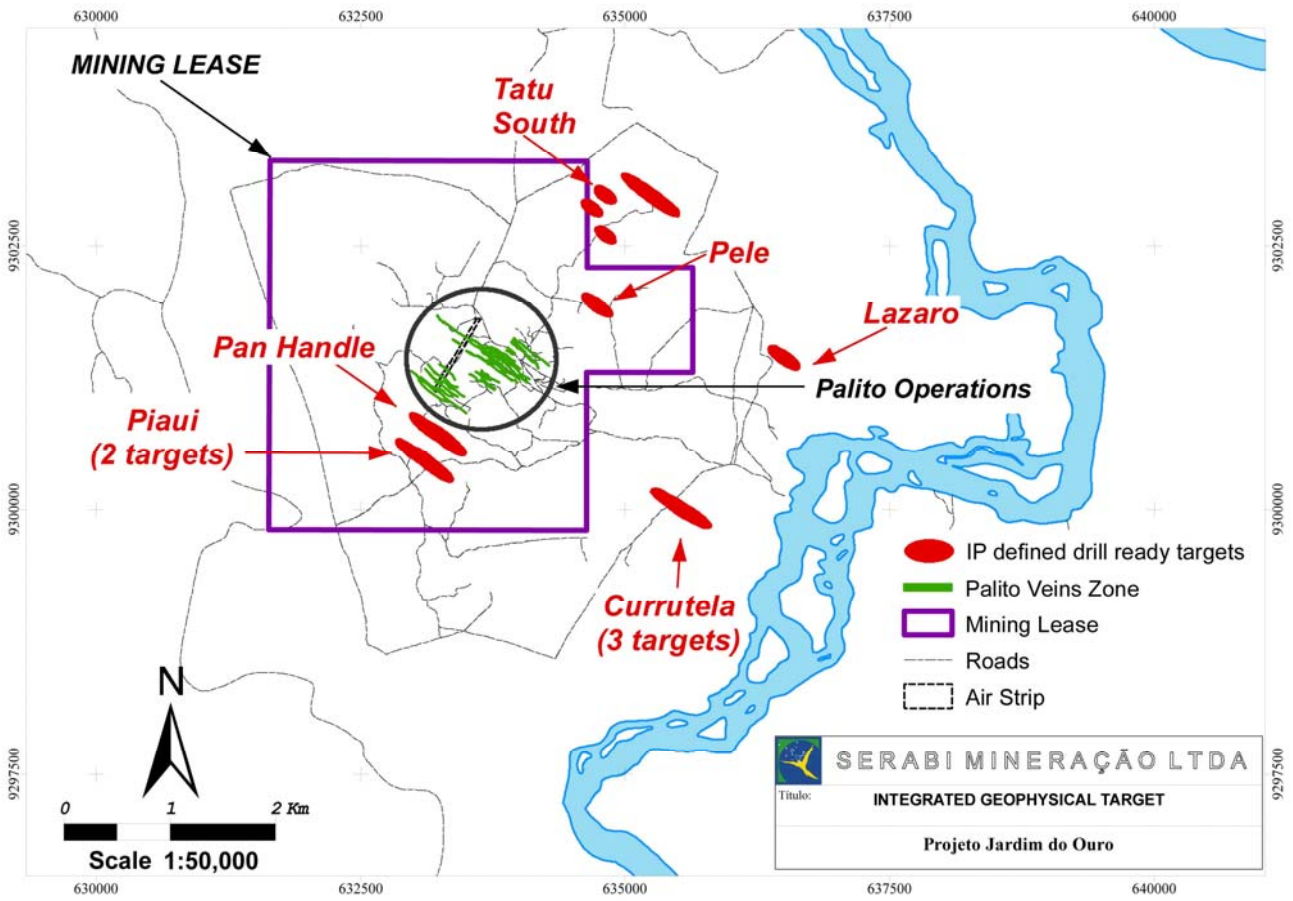 630000
632500
635000
637500
640000
MINING LEASE
Tatu
South
9302500
9302500
Pele
Lazaro
Pan Handle
Palito Operations
Piaui
(2 targets)
9300000
9300000
IP defined drill ready targets
Palito Veins Zone
Currutela
(3 targets)
Mining Lease
Roads
Air Strip
N
9297500
9297500
SERABI MINERAÇÃO LTDA
Título:
INTEGRATED GEOPHYSICAL TARGET
Projeto Jardim do Ouro
0 1 2 Km
Scale 1:50,000
630000
632500
635000
637500
640000